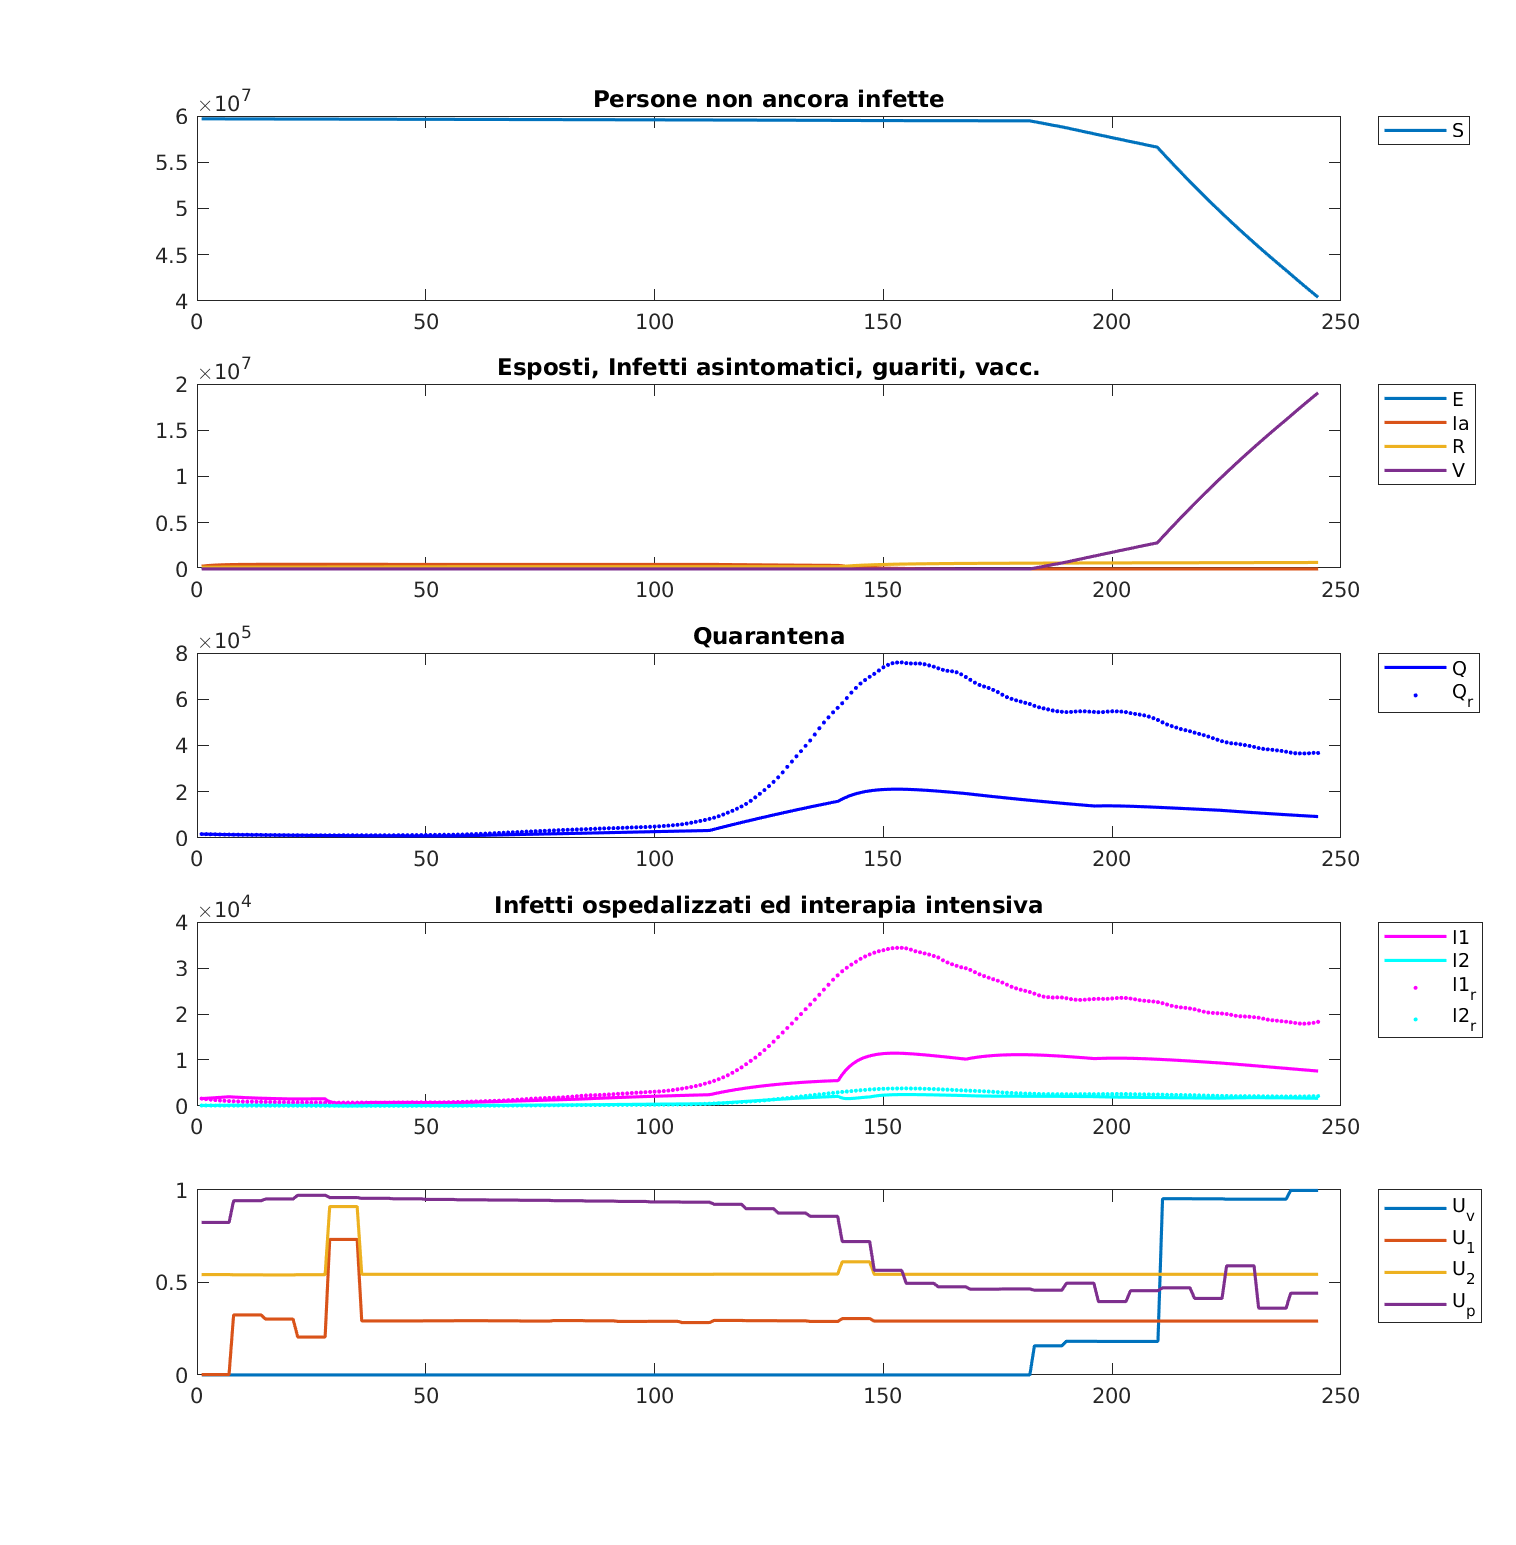 Persone non ancora infette
×10^7
6
5.5
5
4.5
4
0 50 100 150 200 250
S
Esposti, Infetti asintomatici, guariti, vacc.
×10^7
2
1.5
1
0.5
0
0 50 100 150 200 250
E
Ia
R
V
Quarantena
×10^5
8
6
4
2
0
0 50 100 150 200 250
Q
Q_r
Infetti ospedalizzati ed interapia intensiva
×10^4
4
3
2
1
0
0 50 100 150 200 250
I1
I2
I1_r
I2_r
1
0.5
0
0 50 100 150 200 250
U_v
U_1
U_2
U_p